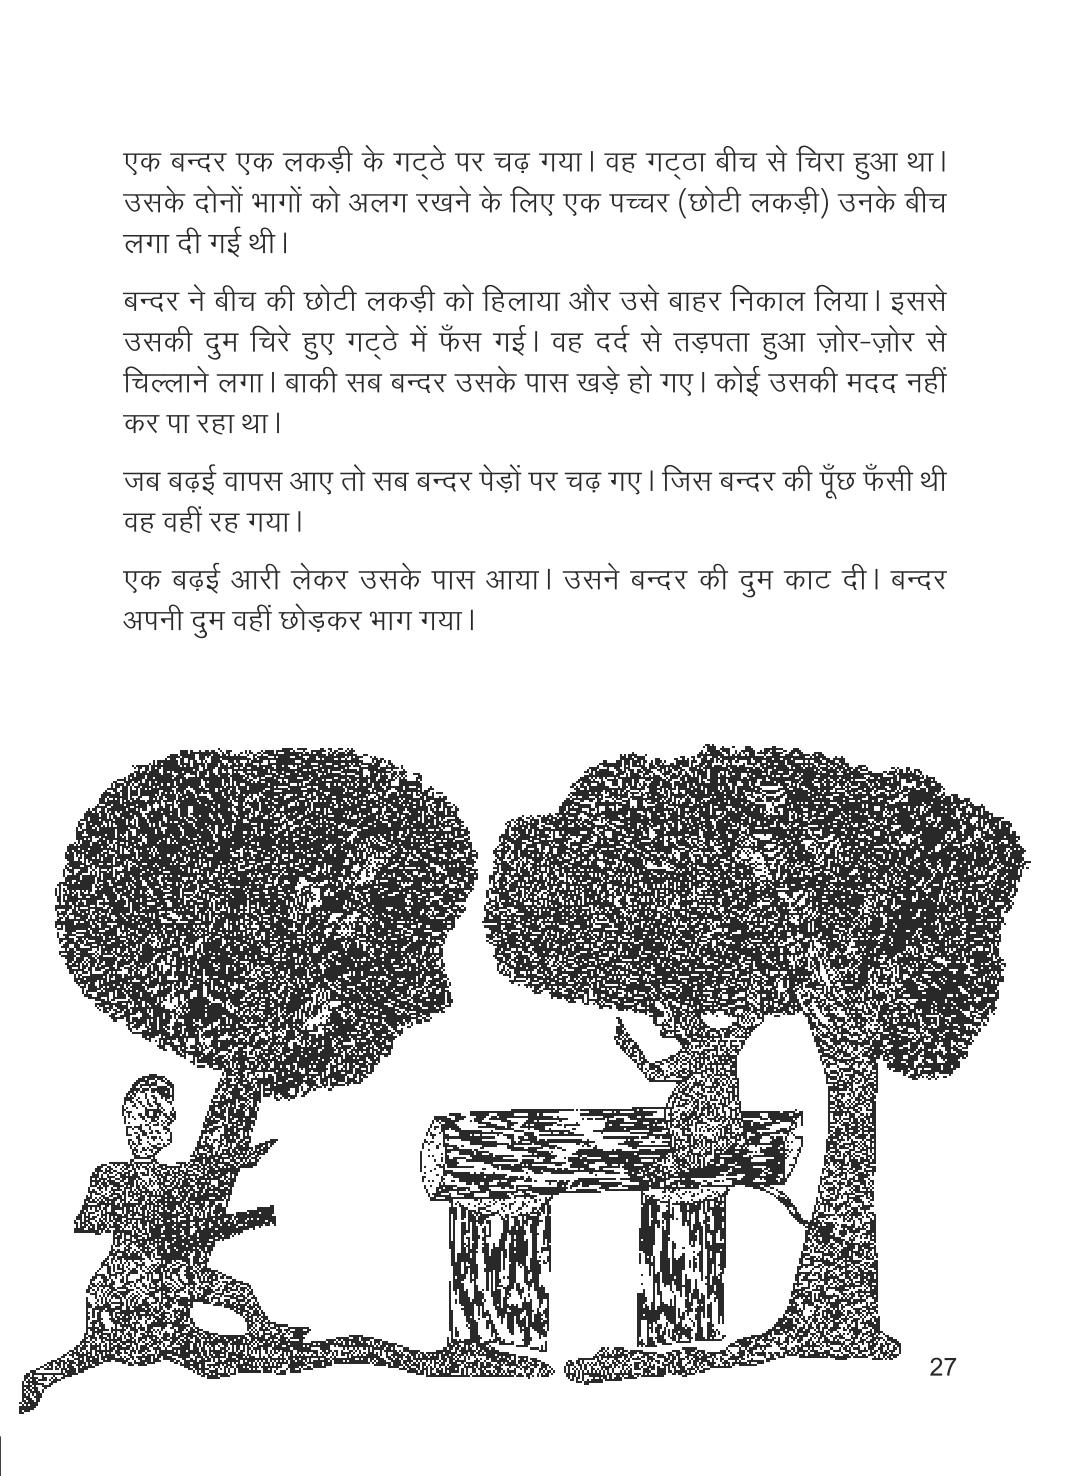 एक बन्दर एक लकड़ी के गट्ठे पर चढ़ गया। वह गट्ठा बीच से चिरा हुआ था।
उसके दोनों भागों को अलग रखने के लिए एक पच्चर (छोटी लकड़ी) उनके बीच
लगा दी गई थी।
बन्दर ने बीच की छोटी लकड़ी को हिलाया और उसे बाहर निकाल लिया। इससे
उसकी दुम चिरे हुए गट्ठे में फँस गई। वह दर्द से तड़पता हुआ ज़ोर-ज़ोर से
चिल्लाने लगा। बाकी सब बन्दर उसके पास खड़े हो गए। कोई उसकी मदद नहीं
कर पा रहा था।
जब बढ़ई वापस आए तो सब बन्दर पेड़ों पर चढ़ गए। जिस बन्दर की पूँछ फँसी थी
वह वहीं रह गया।
एक बढ़ई आरी लेकर उसके पास आया। उसने बन्दर की दुम काट दी। बन्दर
अपनी दुम वहीं छोड़कर भाग गया।
27